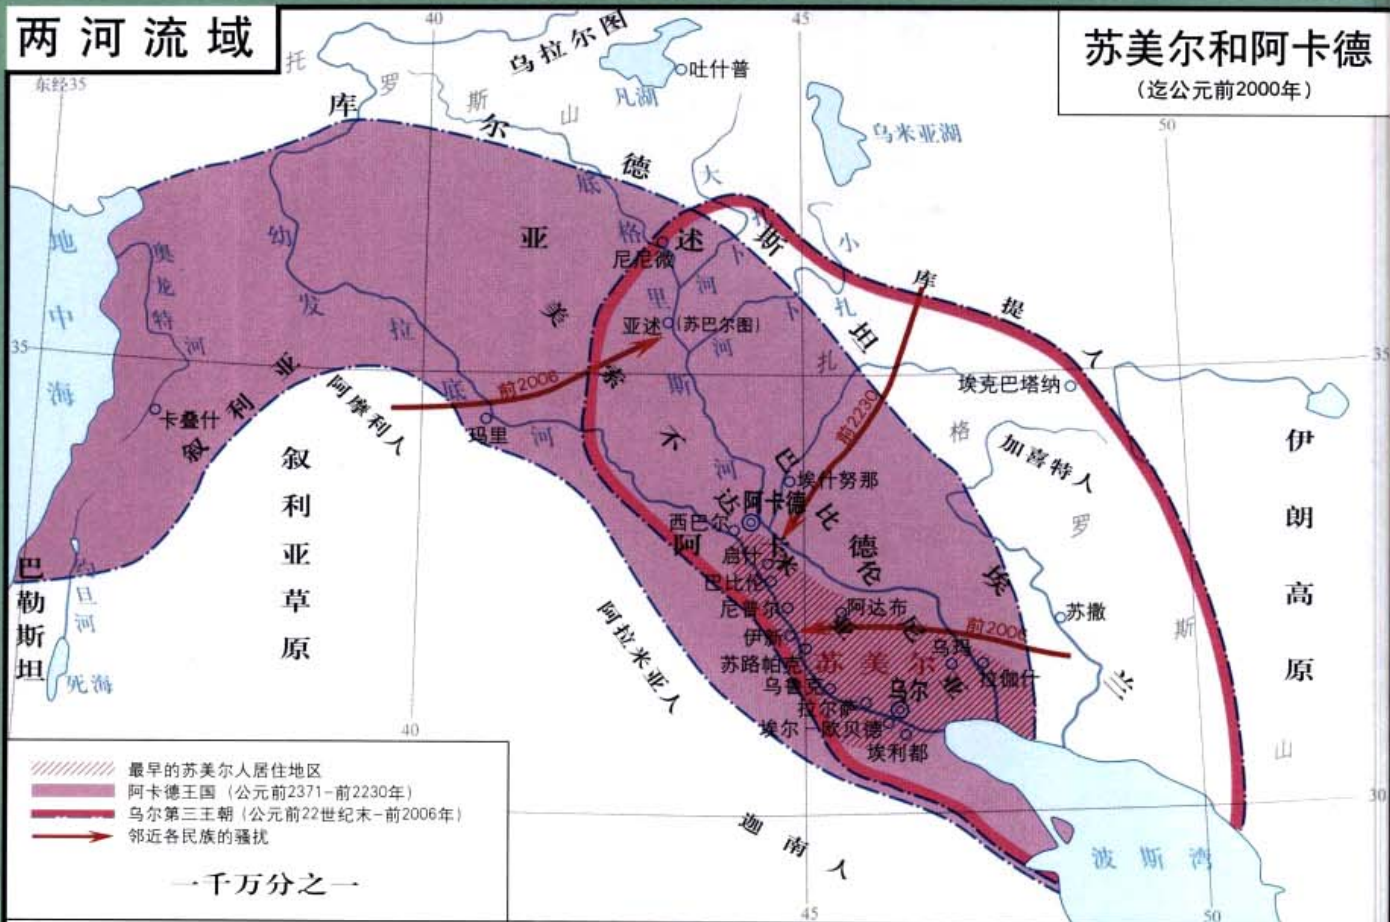 两河流域
苏美尔和阿卡德
(迄公元前2000年)
40
45
50
东经35
35
35
30
40
45
50
乌拉尔图
吐什普
凡湖
乌米亚湖
托罗斯山
库尔德斯坦
大扎卜河
小扎卜河
库提人
地中海
奥龙特河
幼发拉底河
底格里斯河
亚述
尼尼微
亚述(苏巴尔图)
美索不达米亚
叙利亚
卡叠什
阿摩利人
前2006
玛里
前2230
埃克巴塔纳
加喜特人
扎格罗斯山
伊朗高原
叙利亚草原
埃什努那
阿卡德
西巴尔
阿卡德
巴比伦尼亚
启什
巴比伦
尼普尔
阿达布
伊新
前2006
苏撒
埃兰
苏路帕克
苏美尔
乌玛
拉伽什
乌鲁克
乌尔
拉尔萨
埃尔－欧贝德
埃利都
阿拉米亚人
巴勒斯坦
约旦河
死海
迦南人
波斯湾
最早的苏美尔人居住地区
阿卡德王国(公元前2371-前2230年)
乌尔第三王朝(公元前22世纪末-前2006年)
邻近各民族的骚扰
一千万分之一